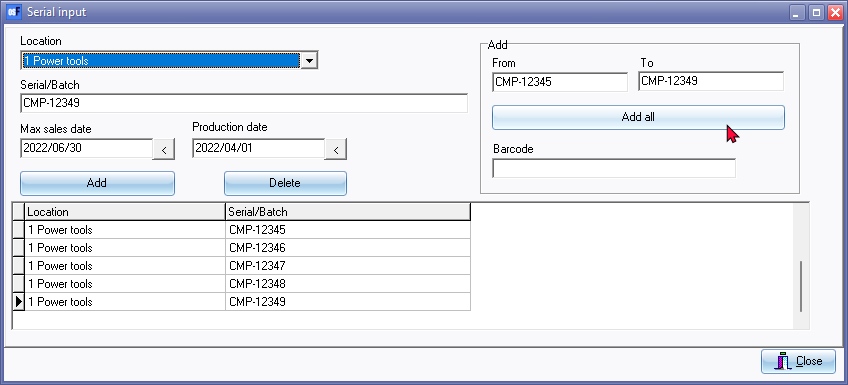 Serial input
Location
1 Power tools
Serial/Batch
CMP-12349
Max sales date
Production date
2022/06/30
<
2022/04/01
<
Add
Delete
Add
From
To
CMP-12345
CMP-12349
Add all
Barcode
Location Serial/Batch
1 Power tools CMP-12345
1 Power tools CMP-12346
1 Power tools CMP-12347
1 Power tools CMP-12348
1 Power tools CMP-12349
Close